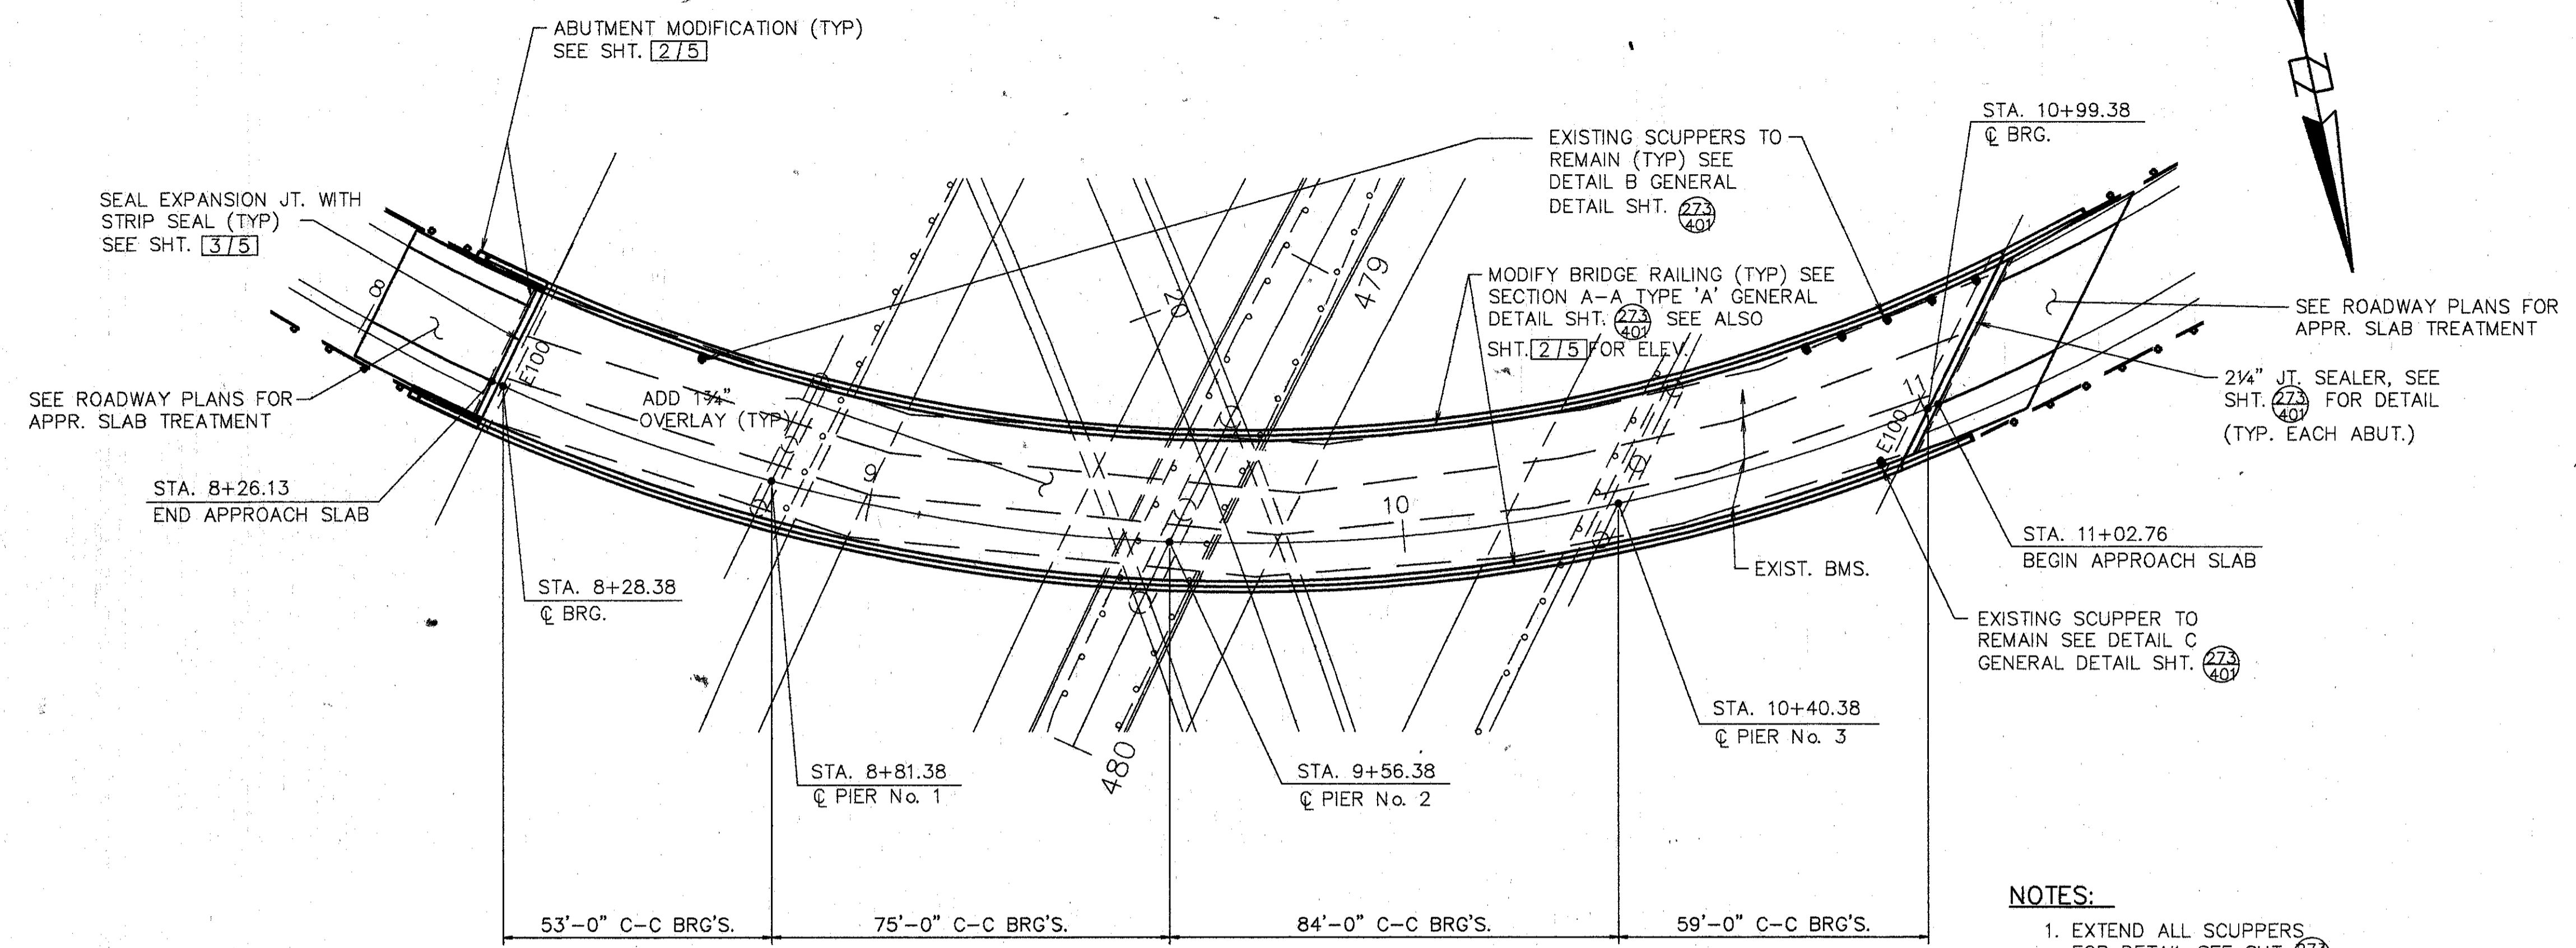 ABUTMENT MODIFICATION (TYP)
SEE SHT. 2/5
SEAL EXPANSION JT. WITH
STRIP SEAL (TYP)
SEE SHT. 3/5
SEE ROADWAY PLANS FOR
APPR. SLAB TREATMENT
STA. 8+26.13
END APPROACH SLAB
8
E100
STA. 8+28.38
℄ BRG.
ADD 1¾"
OVERLAY (TYP)
9
STA. 8+81.38
℄ PIER No. 1
480
20
479
STA. 9+56.38
℄ PIER No. 2
EXISTING SCUPPERS TO
REMAIN (TYP) SEE
DETAIL B GENERAL
DETAIL SHT. 273/401
MODIFY BRIDGE RAILING (TYP) SEE
SECTION A-A TYPE 'A' GENERAL
DETAIL SHT. 273/401 SEE ALSO
SHT. 2/5 FOR ELEV.
10
EXIST. BMS.
STA. 10+40.38
℄ PIER No. 3
STA. 10+99.38
℄ BRG.
11
E100
SEE ROADWAY PLANS FOR
APPR. SLAB TREATMENT
2¼" JT. SEALER, SEE
SHT. 273/401 FOR DETAIL
(TYP. EACH ABUT.)
STA. 11+02.76
BEGIN APPROACH SLAB
EXISTING SCUPPER TO
REMAIN SEE DETAIL C
GENERAL DETAIL SHT. 273/401
53'-0" C-C BRG'S.
75'-0" C-C BRG'S.
84'-0" C-C BRG'S.
59'-0" C-C BRG'S.
NOTES:
1. EXTEND ALL SCUPPERS
FOR DETAIL SEE SHT. 273